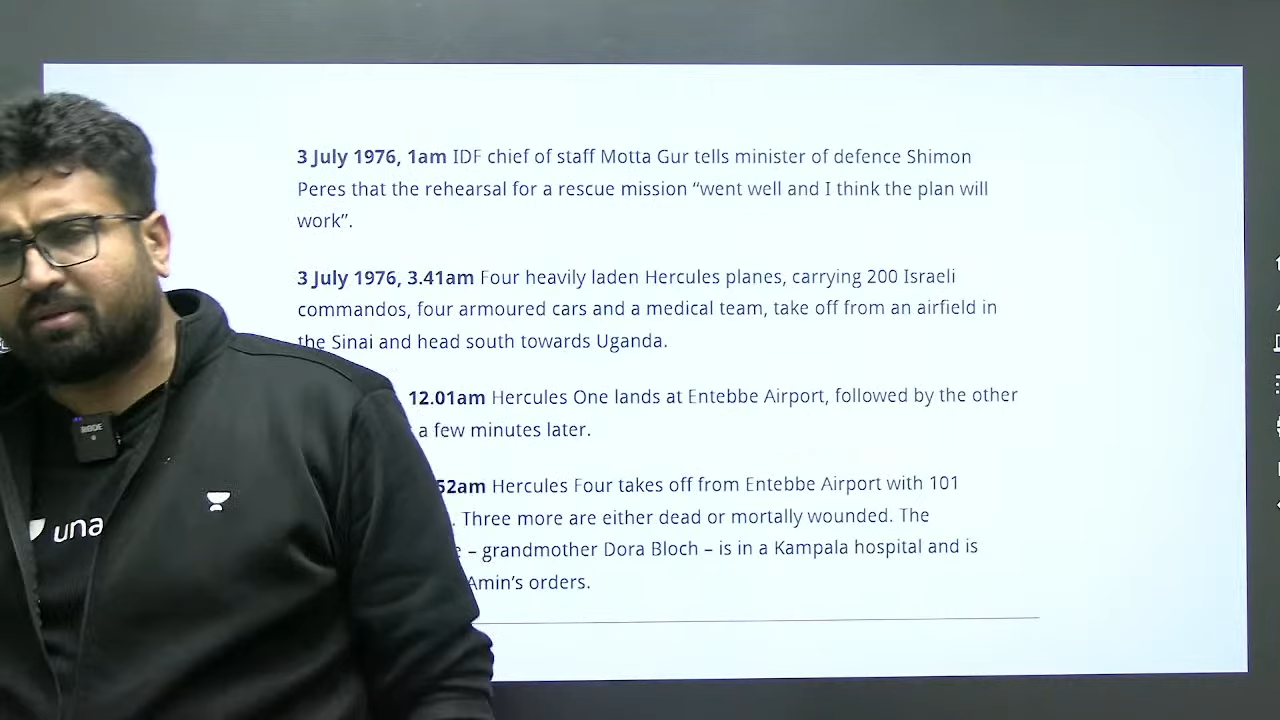 3 July 1976, 1am IDF chief of staff Motta Gur tells minister of defence Shimon
Peres that the rehearsal for a rescue mission “went well and I think the plan will
work”.
3 July 1976, 3.41am Four heavily laden Hercules planes, carrying 200 Israeli
commandos, four armoured cars and a medical team, take off from an airfield in
the Sinai and head south towards Uganda.
12.01am Hercules One lands at Entebbe Airport, followed by the other
a few minutes later.
52am Hercules Four takes off from Entebbe Airport with 101
. Three more are either dead or mortally wounded. The
– grandmother Dora Bloch – is in a Kampala hospital and is
Amin’s orders.
RODE
una